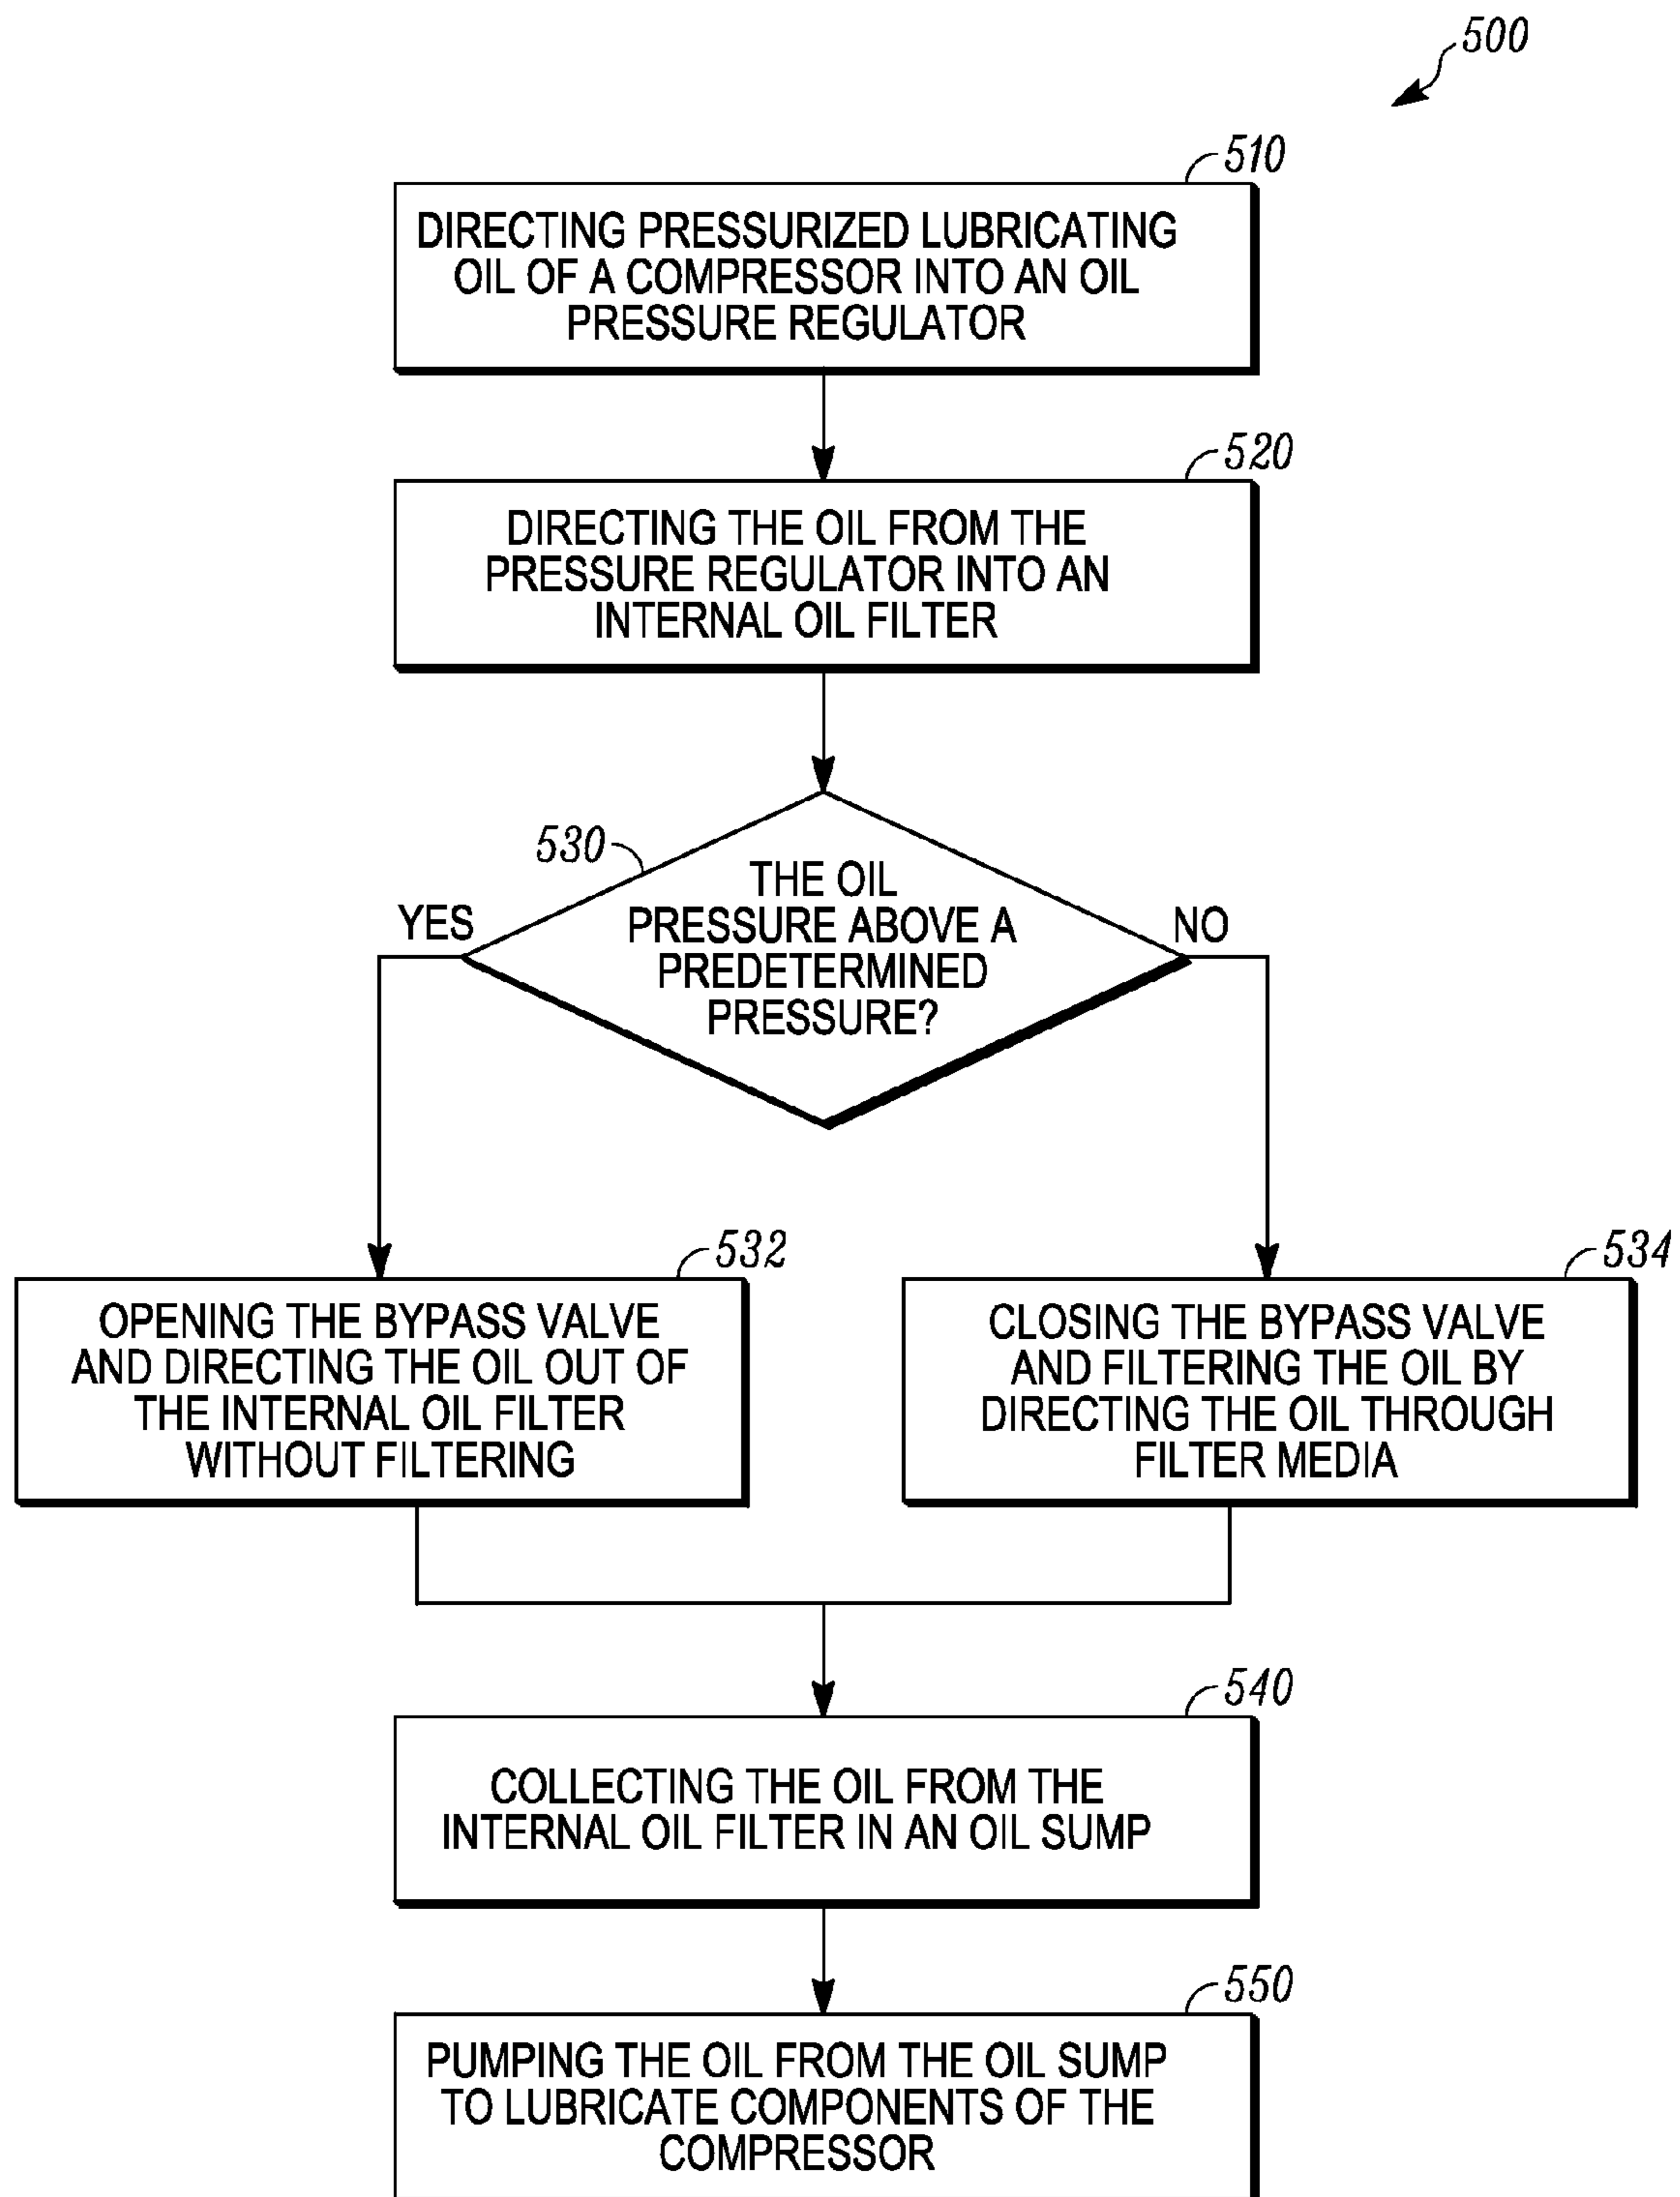 500
510
DIRECTING PRESSURIZED LUBRICATING
OIL OF A COMPRESSOR INTO AN OIL
PRESSURE REGULATOR
520
DIRECTING THE OIL FROM THE
PRESSURE REGULATOR INTO AN
INTERNAL OIL FILTER
530
THE OIL
PRESSURE ABOVE A
PREDETERMINED
PRESSURE?
YES
NO
532
OPENING THE BYPASS VALVE
AND DIRECTING THE OIL OUT OF
THE INTERNAL OIL FILTER
WITHOUT FILTERING
534
CLOSING THE BYPASS VALVE
AND FILTERING THE OIL BY
DIRECTING THE OIL THROUGH
FILTER MEDIA
540
COLLECTING THE OIL FROM THE
INTERNAL OIL FILTER IN AN OIL SUMP
550
PUMPING THE OIL FROM THE OIL SUMP
TO LUBRICATE COMPONENTS OF THE
COMPRESSOR